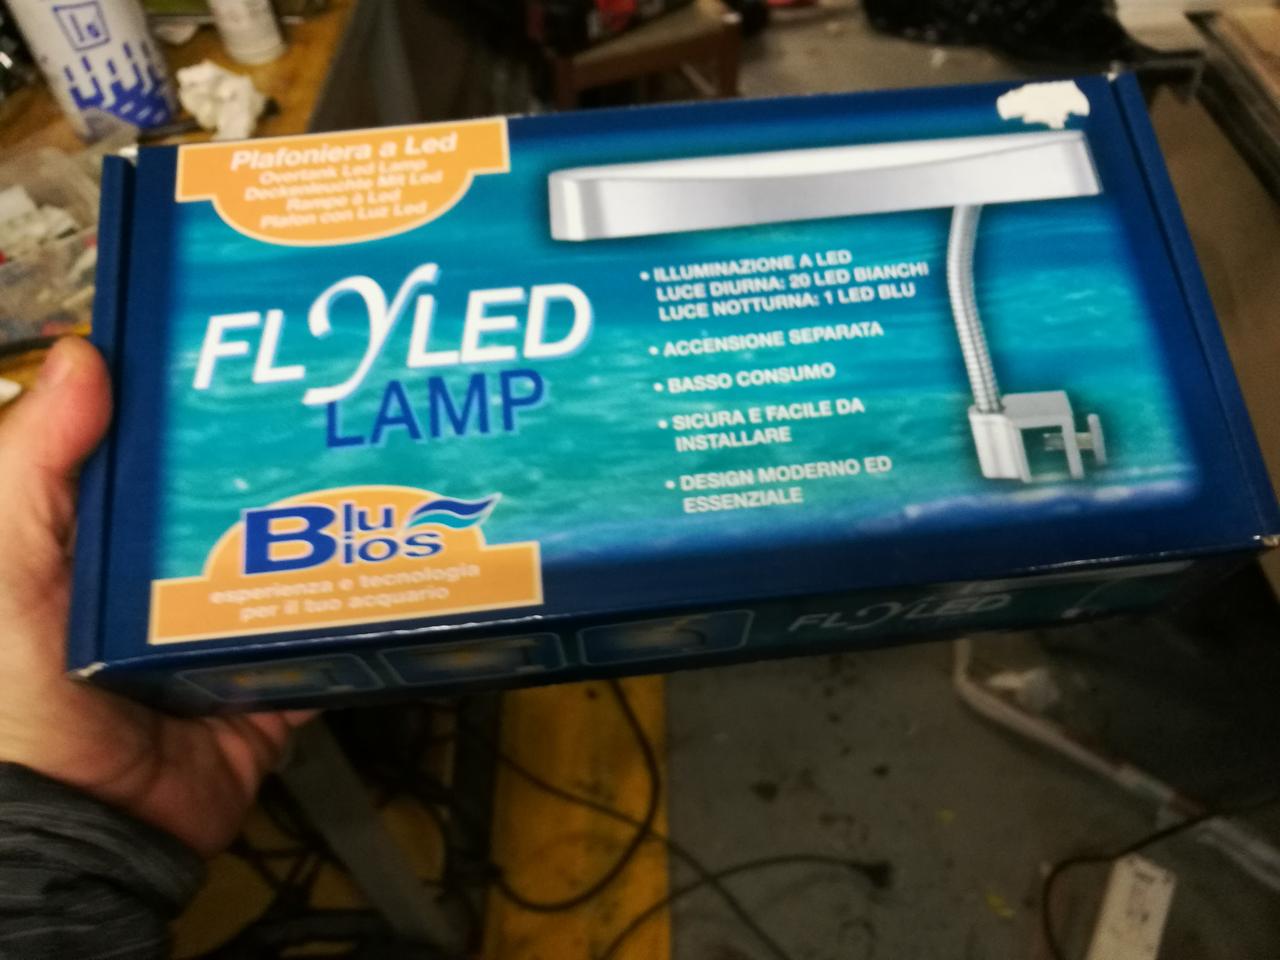 Plafoniera a Led
Overtank Led Lamp
Deckenleuchte Mit Led
Rampe à Led
Plafon con Luz Led
FLYLED
LAMP
• ILLUMINAZIONE A LED
LUCE DIURNA: 20 LED BIANCHI
LUCE NOTTURNA: 1 LED BLU
• ACCENSIONE SEPARATA
• BASSO CONSUMO
• SICURA E FACILE DA
INSTALLARE
• DESIGN MODERNO ED
ESSENZIALE
Blu
Bios
esperienza e tecnologia
per il tuo acquario
FLYLED